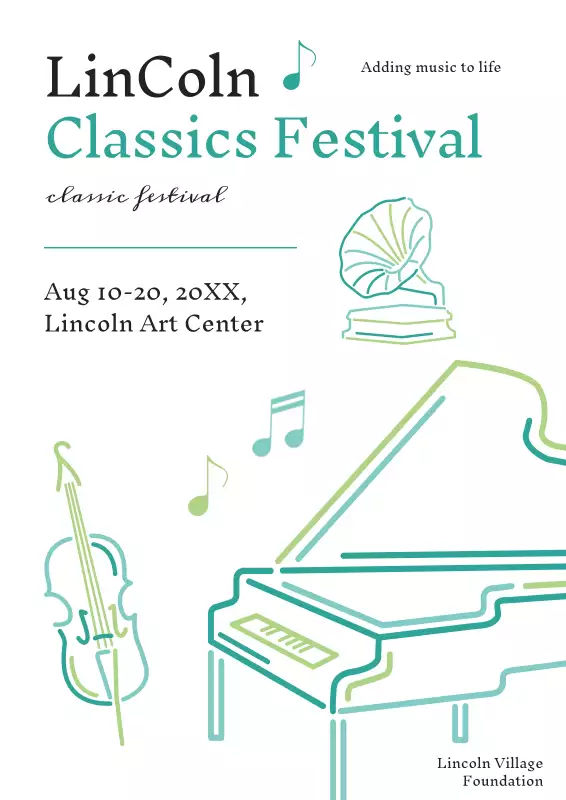 LinColn
Adding music to life
Classics Festival
classic festival
Aug 10-20, 20XX,
Lincoln Art Center
Lincoln Village
Foundation